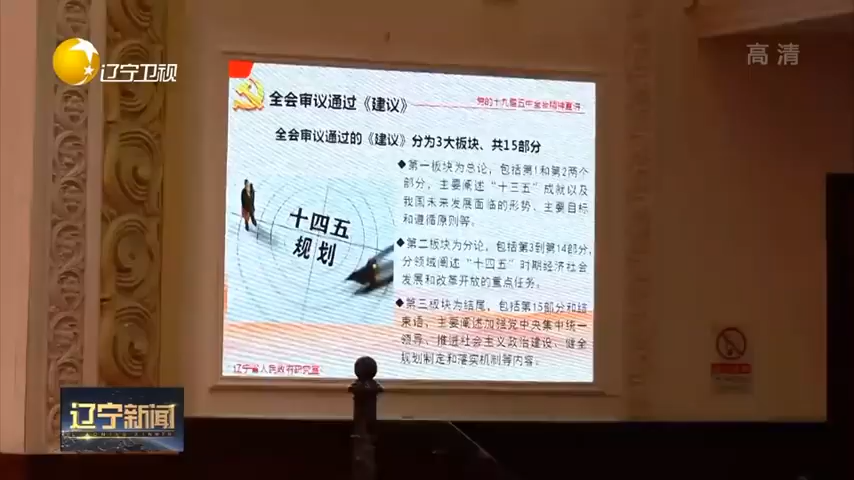 辽宁卫视
高清
全会审议通过《建议》
党的十九届五中全会精神宣讲
全会审议通过的《建议》分为3大板块、共15部分
十四五
规划
◆第一板块为总论，包括第1和第2两个
部分，主要阐述“十三五”成就以及
我国未来发展面临的形势、主要目标
和遵循原则等。
◆第二板块为分论，包括第3到第14部分，
分领域阐述“十四五”时期经济社会
发展和改革开放的重点任务。
◆第三板块为结尾，包括第15部分和结
束语，主要阐述加强党中央集中统一
领导、推进社会主义政治建设、健全
规划制定和落实机制等内容。
辽宁省人民政府研究室
辽宁新闻